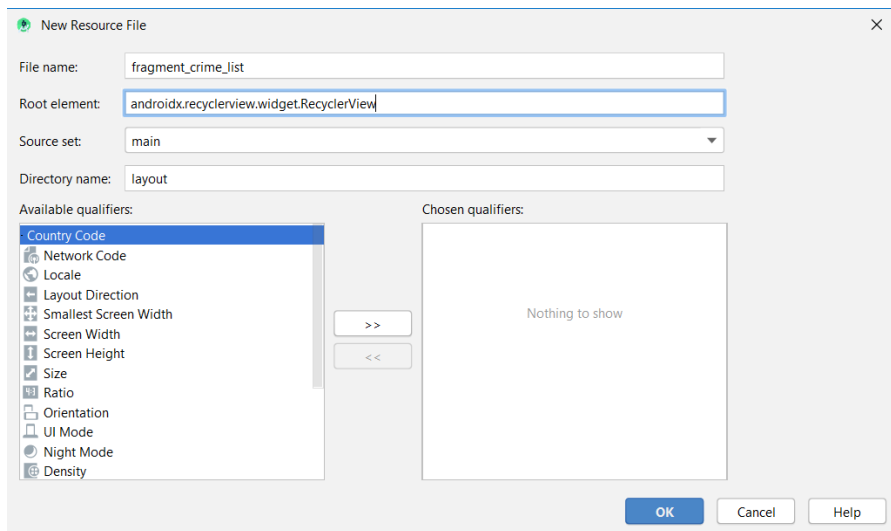 New Resource File
File name: fragment_crime_list
Root element: androidx.recyclerview.widget.RecyclerView
Source set: main
Directory name: layout
Available qualifiers:
Country Code
Network Code
Locale
Layout Direction
Smallest Screen Width
Screen Width
Screen Height
Size
Ratio
Orientation
UI Mode
Night Mode
Density
>>
<<
Chosen qualifiers:
Nothing to show
OK Cancel Help